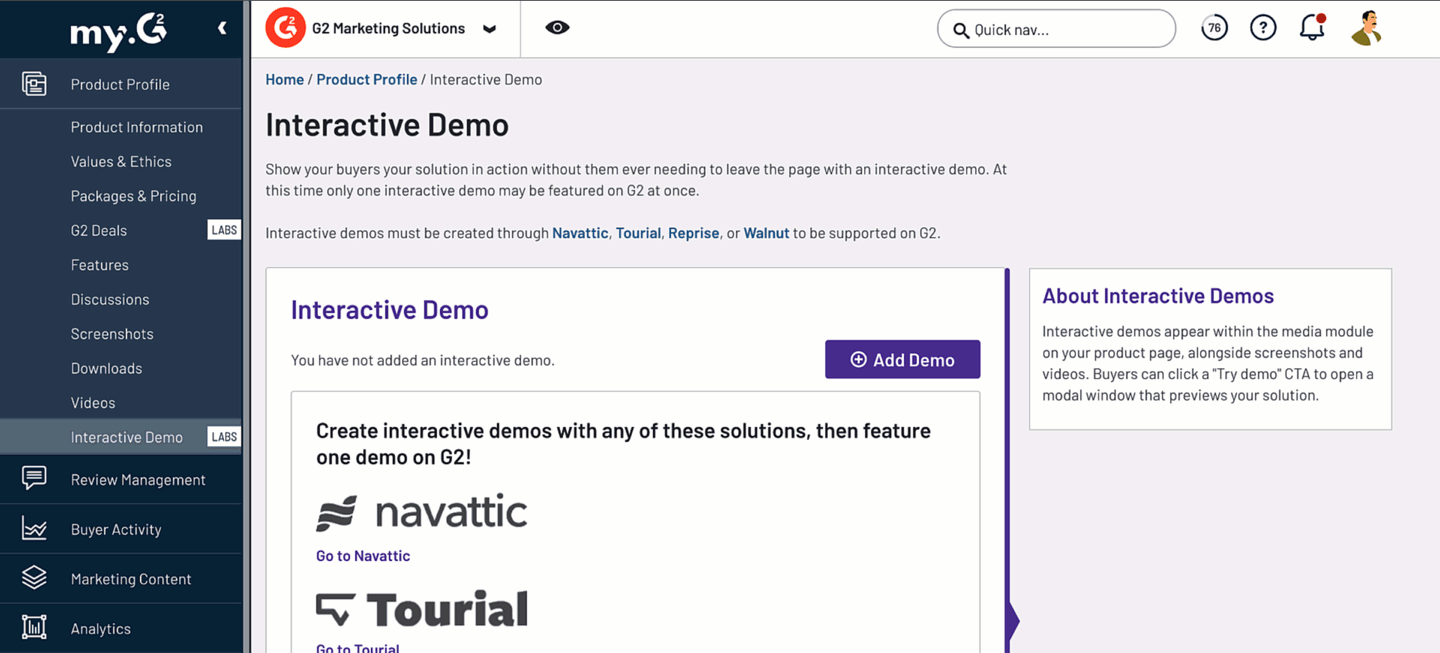 my.G2
G2 Marketing Solutions
Quick nav...
76
?
Product Profile
Product Information
Values & Ethics
Packages & Pricing
G2 Deals LABS
Features
Discussions
Screenshots
Downloads
Videos
Interactive Demo LABS
Review Management
Buyer Activity
Marketing Content
Analytics
Home / Product Profile / Interactive Demo
Interactive Demo
Show your buyers your solution in action without them ever needing to leave the page with an interactive demo. At
this time only one interactive demo may be featured on G2 at once.
Interactive demos must be created through Navattic, Tourial, Reprise, or Walnut to be supported on G2.
Interactive Demo
You have not added an interactive demo.
Add Demo
Create interactive demos with any of these solutions, then feature
one demo on G2!
navattic
Go to Navattic
Tourial
Go to Tourial
About Interactive Demos
Interactive demos appear within the media module
on your product page, alongside screenshots and
videos. Buyers can click a "Try demo" CTA to open a
modal window that previews your solution.